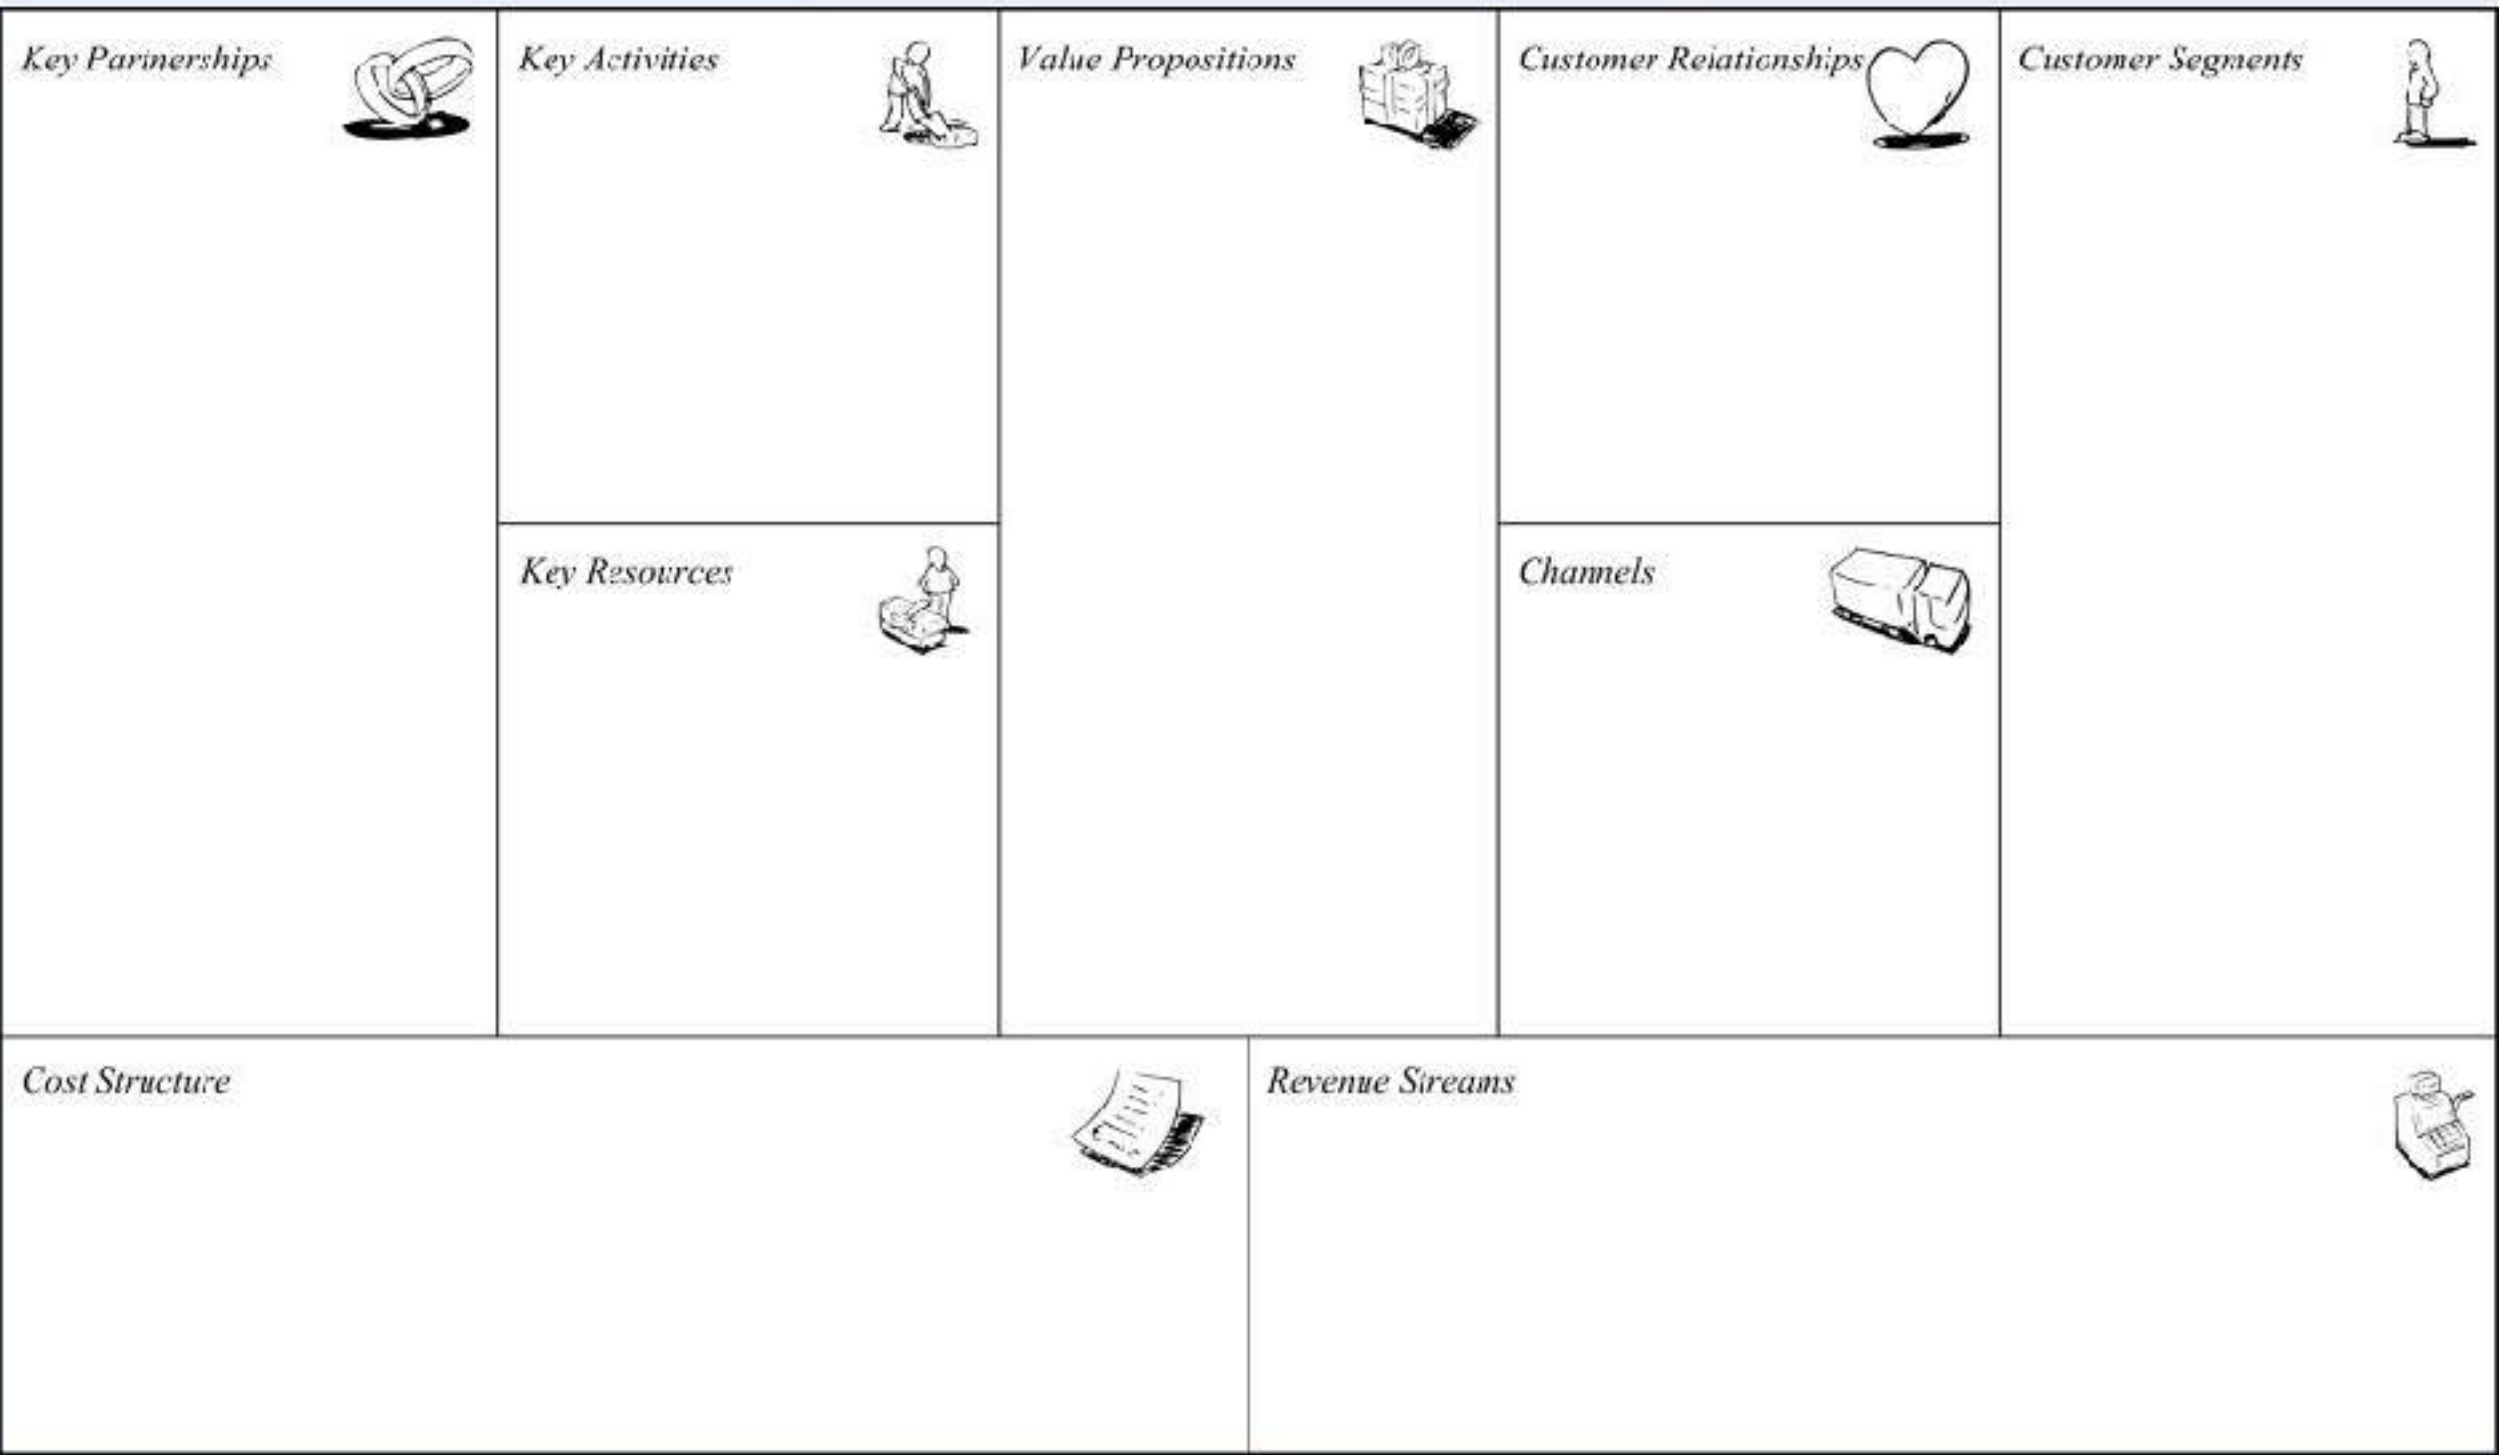 Key Partnerships
Key Activities
Value Propositions
Customer Relationships
Customer Segments
Key Resources
Channels
Cost Structure
Revenue Streams